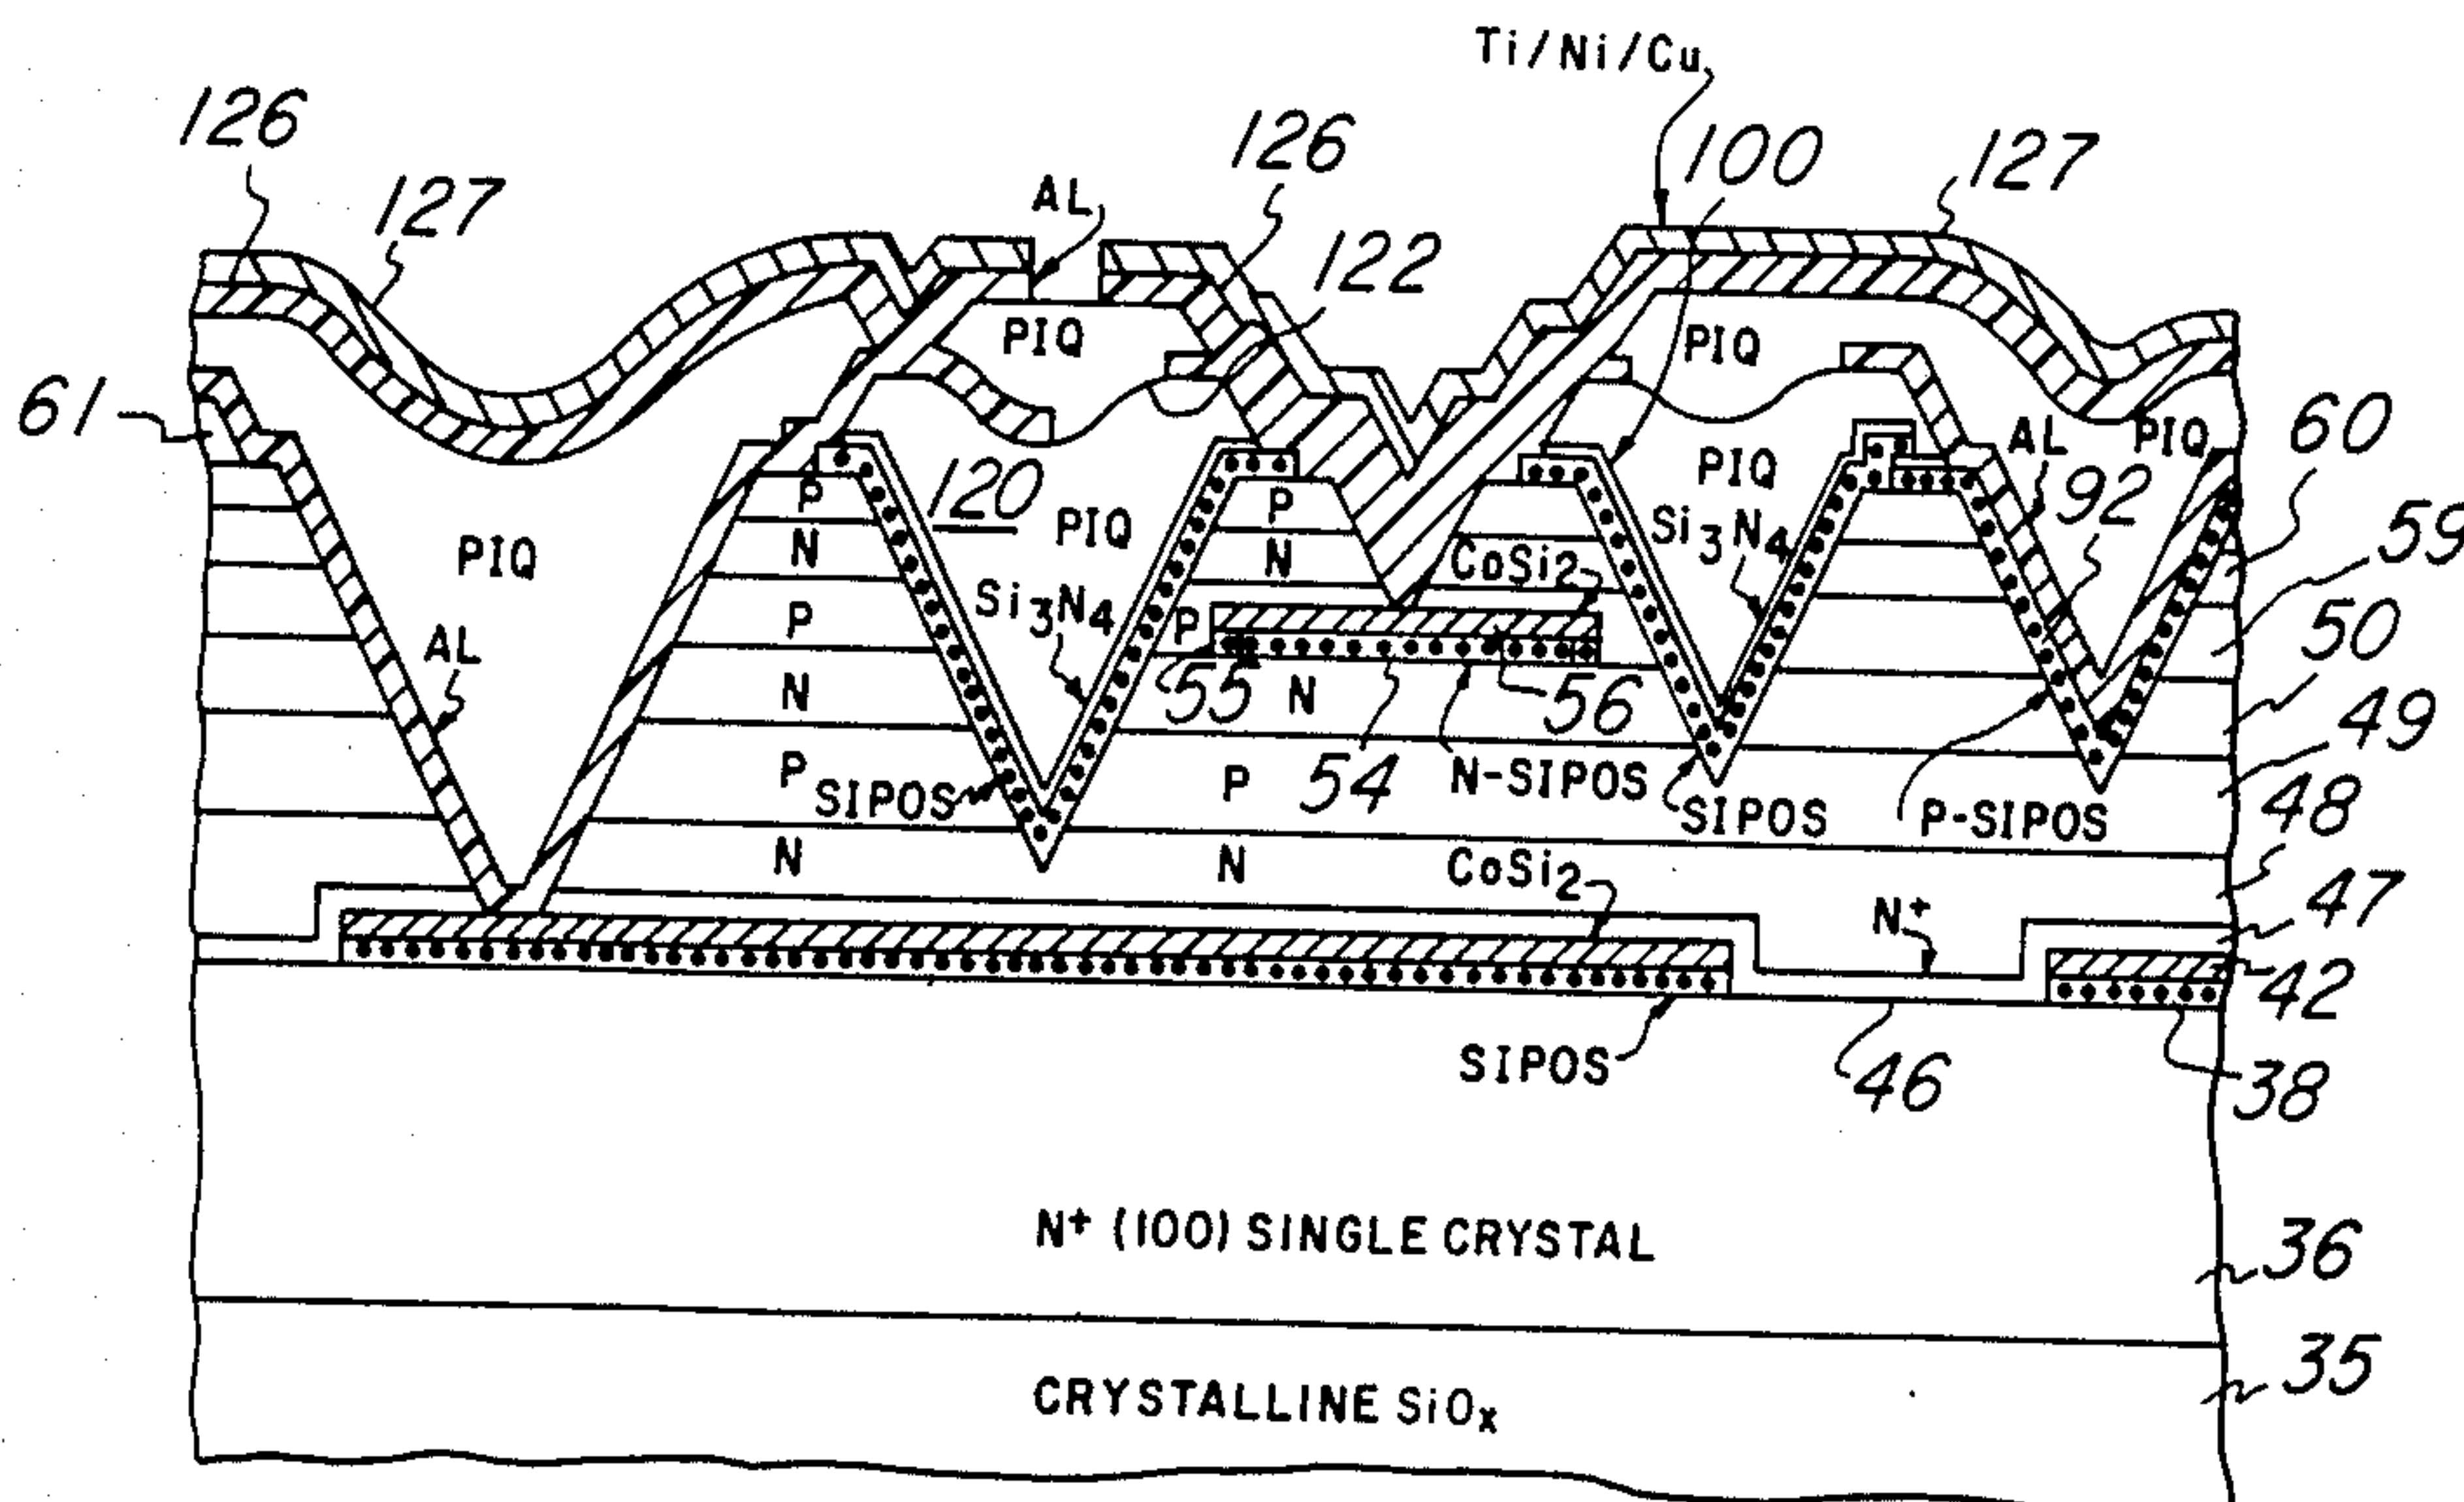 Ti/Ni/Cu
126
127
AL
126
122
100
127
61
PIQ
PIQ
60
AL
PIQ
PIQ
120
PIQ
PIQ
92
59
P
N
P
N
P
N
P
N
P
N
P
N
Si3N4
Si3N4
CoSi2
50
AL
55
56
54
N-SIPOS
49
SIPOS
SIPOS
P-SIPOS
48
CoSi2
N+
47
42
SIPOS
46
38
N+ (100) SINGLE CRYSTAL
36
CRYSTALLINE SiOx
35